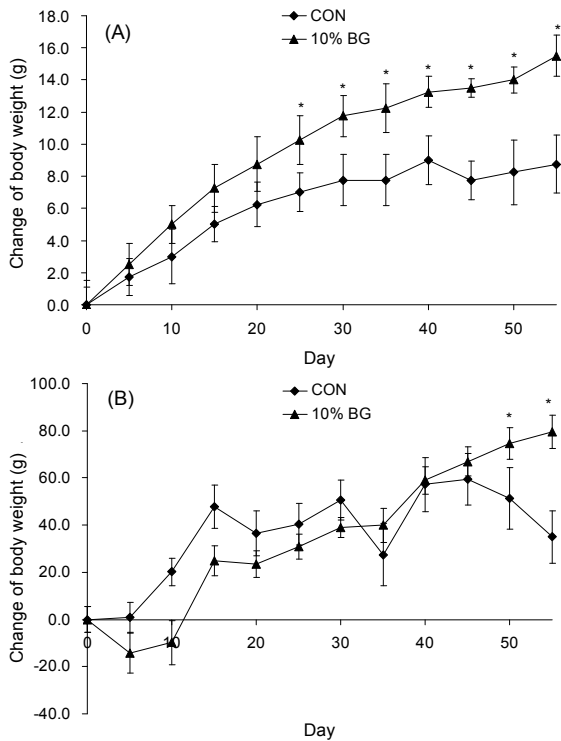 (A)
CON
10% BG
Change of body weight (g)
18.0
16.0
14.0
12.0
10.0
8.0
6.0
4.0
2.0
0.0
* * * * * * *
0 10 20 30 40 50
Day
(B)
CON
10% BG
Change of body weight (g)
100.0
80.0
60.0
40.0
20.0
0.0
-20.0
-40.0
* *
0 10 20 30 40 50
Day